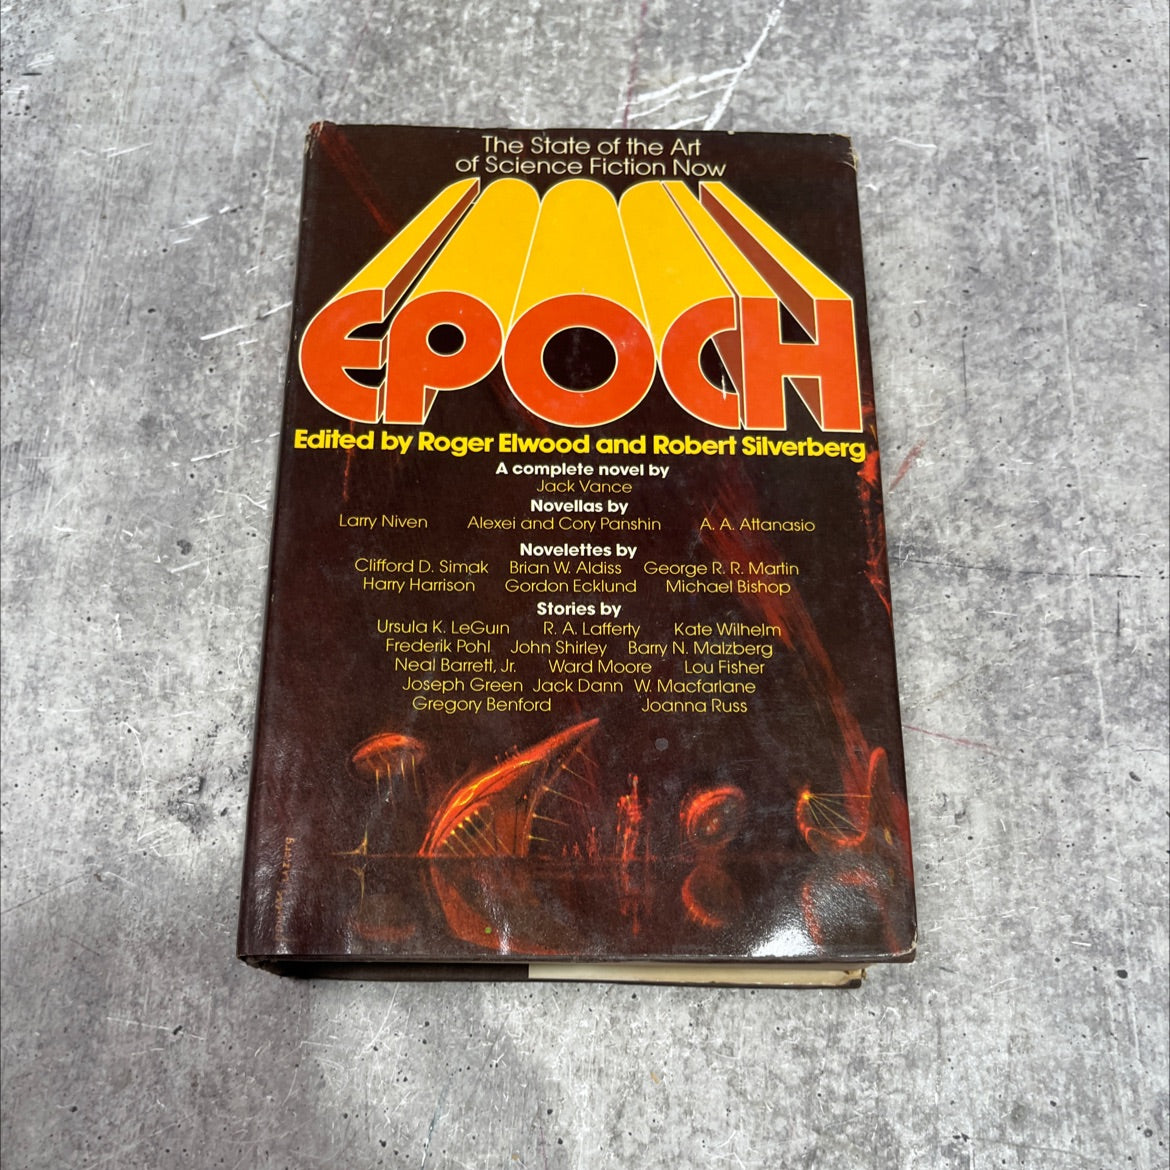 The State of the Art
of Science Fiction Now
EPOCH
Edited by Roger Elwood and Robert Silverberg
A complete novel by
Jack Vance
Novellas by
Larry Niven Alexei and Cory Panshin A. A. Attanasio
Novelettes by
Clifford D. Simak Brian W. Aldiss George R. R. Martin
Harry Harrison Gordon Ecklund Michael Bishop
Stories by
Ursula K. LeGuin R. A. Lafferty Kate Wilhelm
Frederik Pohl John Shirley Barry N. Malzberg
Neal Barrett, Jr. Ward Moore Lou Fisher
Joseph Green Jack Dann W. Macfarlane
Gregory Benford Joanna Russ